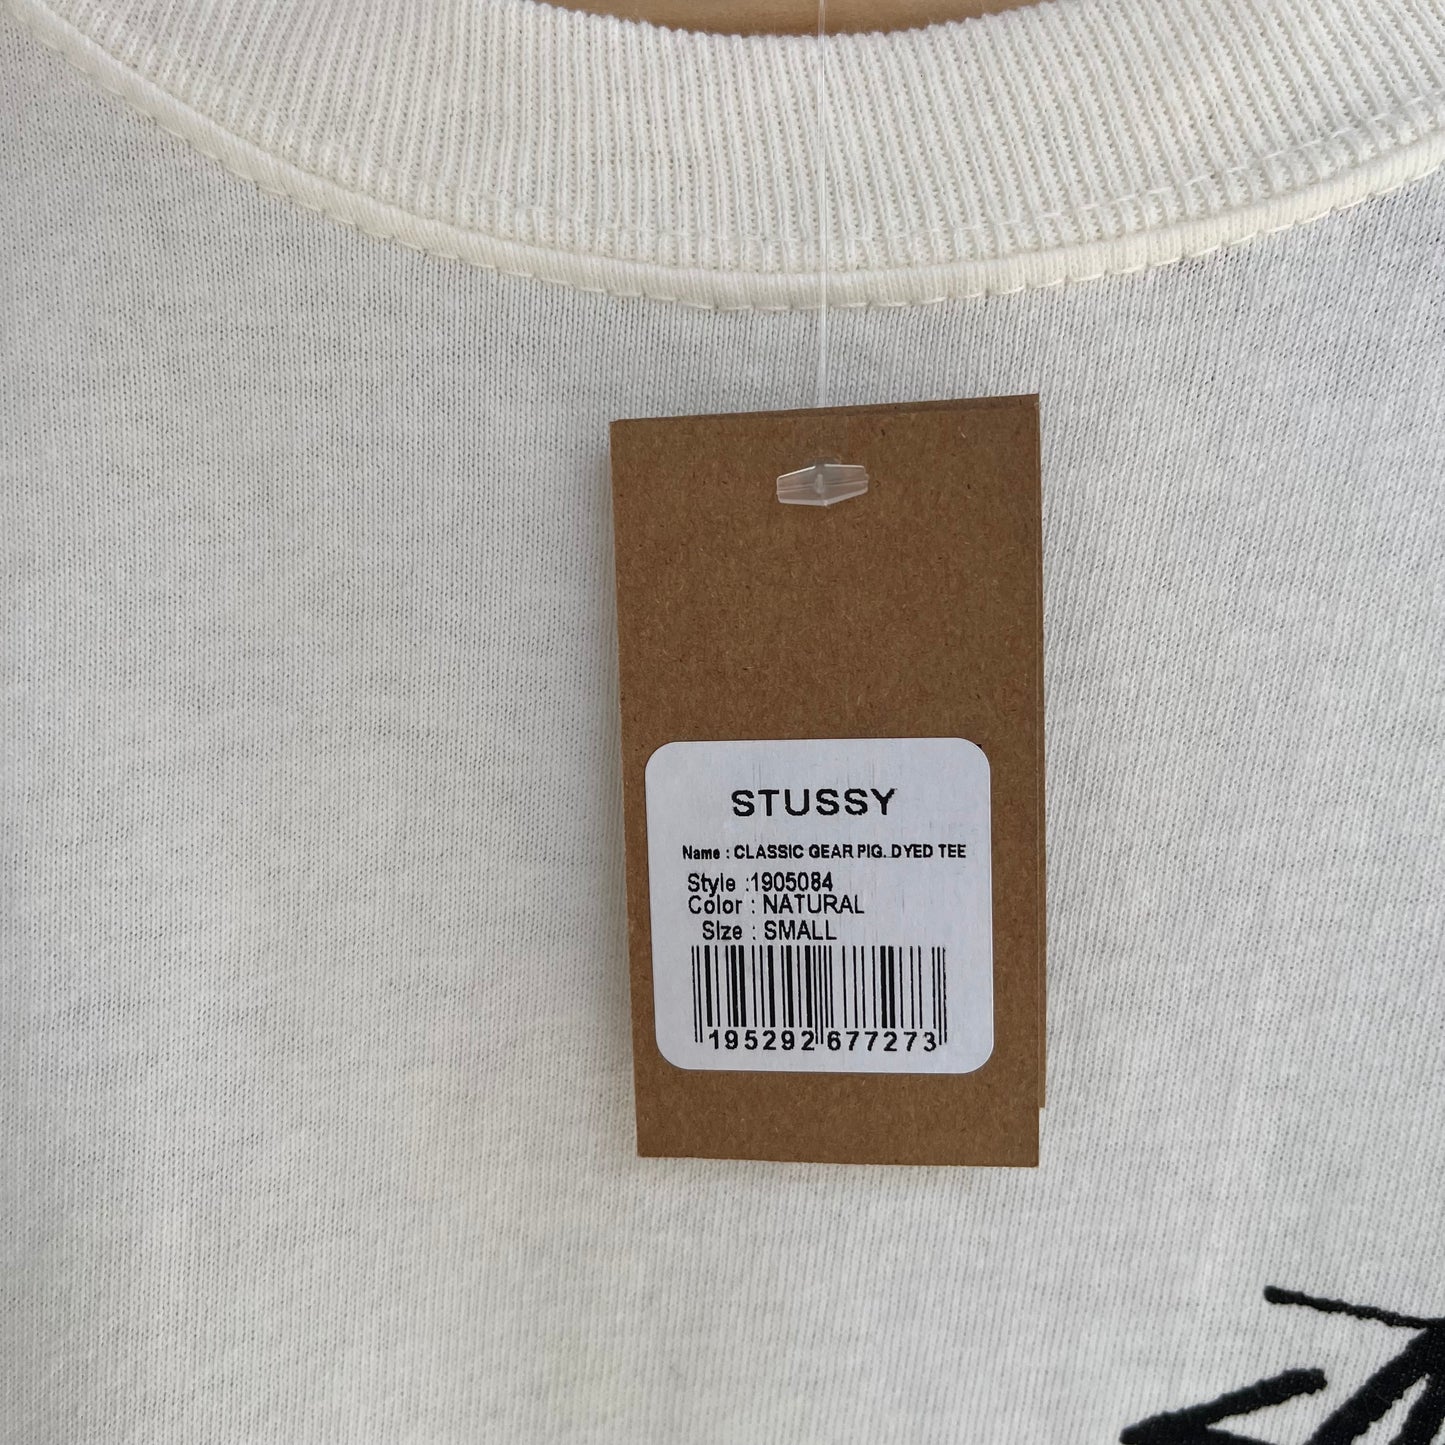 STUSSY
Name : CLASSIC GEAR PIG. DYED TEE
Style :1905084
Color : NATURAL
Size : SMALL
195292 677273